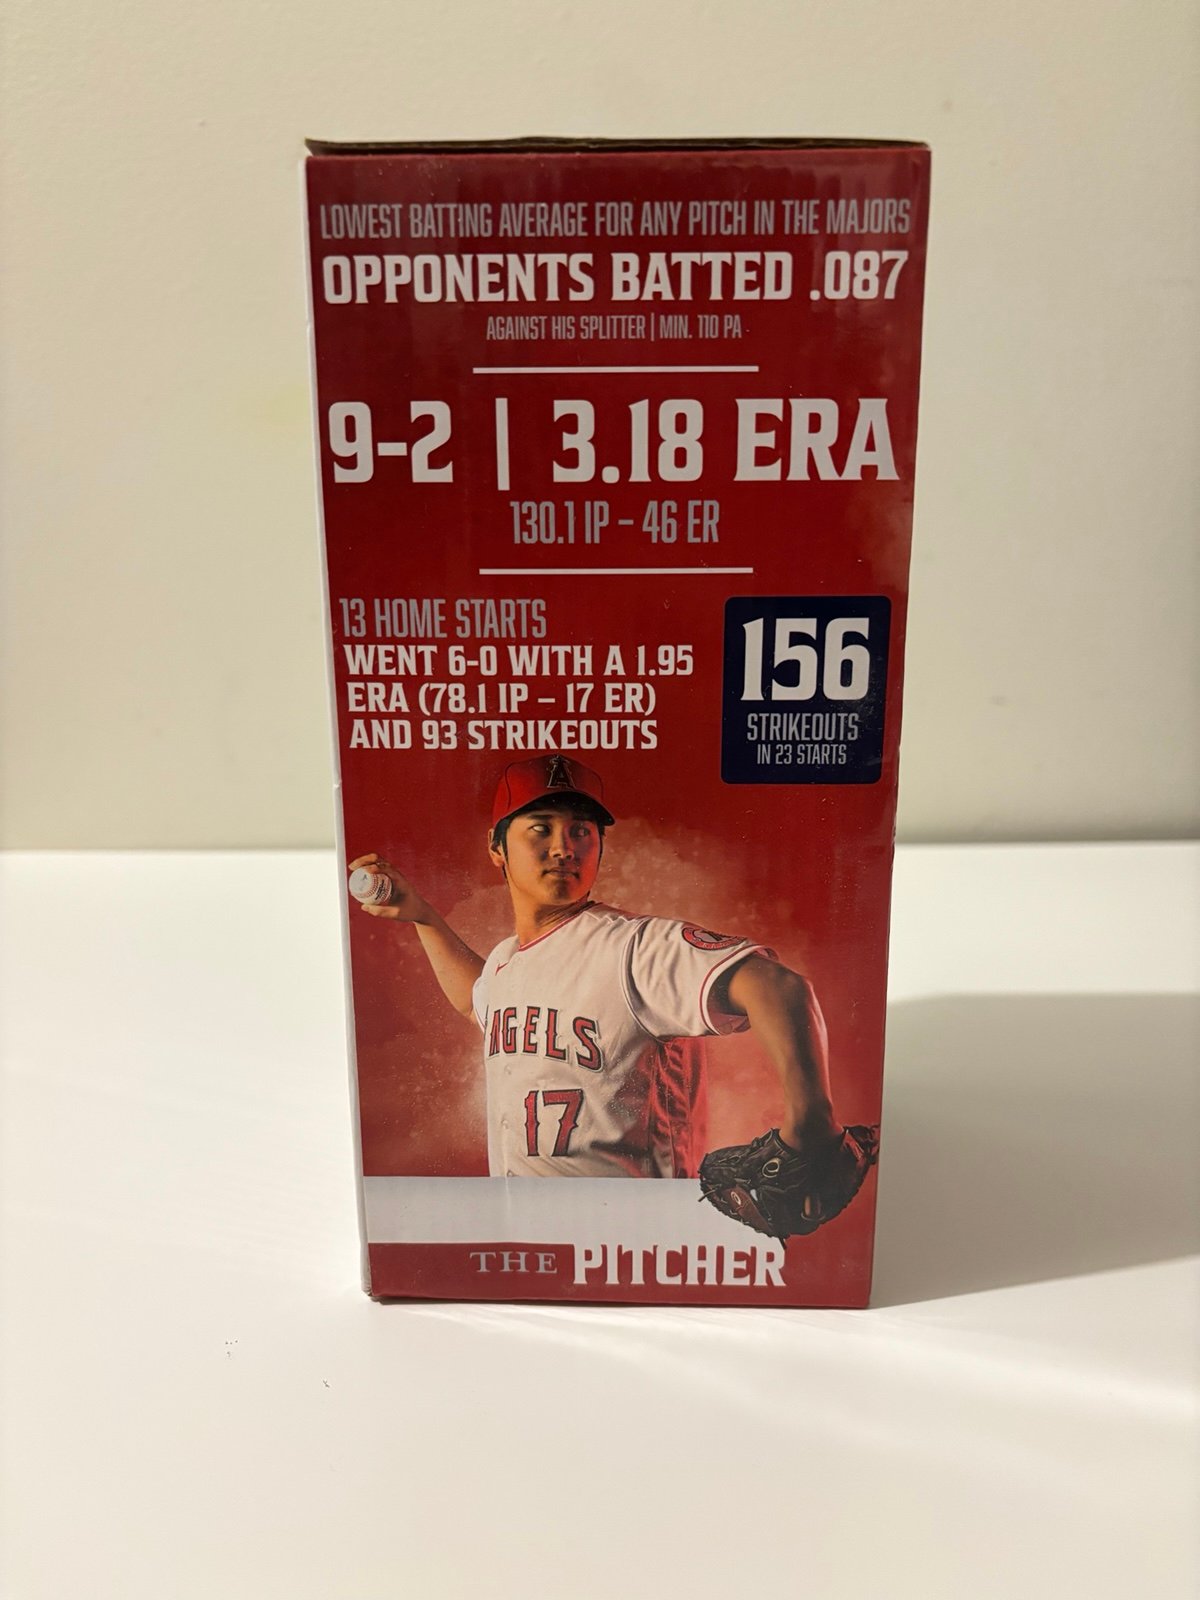 LOWEST BATTING AVERAGE FOR ANY PITCH IN THE MAJORS
OPPONENTS BATTED .087
AGAINST HIS SPLITTER | MIN. 110 PA
9-2 | 3.18 ERA
130.1 IP – 46 ER
13 HOME STARTS
WENT 6-0 WITH A 1.95
ERA (78.1 IP – 17 ER)
AND 93 STRIKEOUTS
156
STRIKEOUTS
IN 23 STARTS
A
ANGELS
17
THE PITCHER